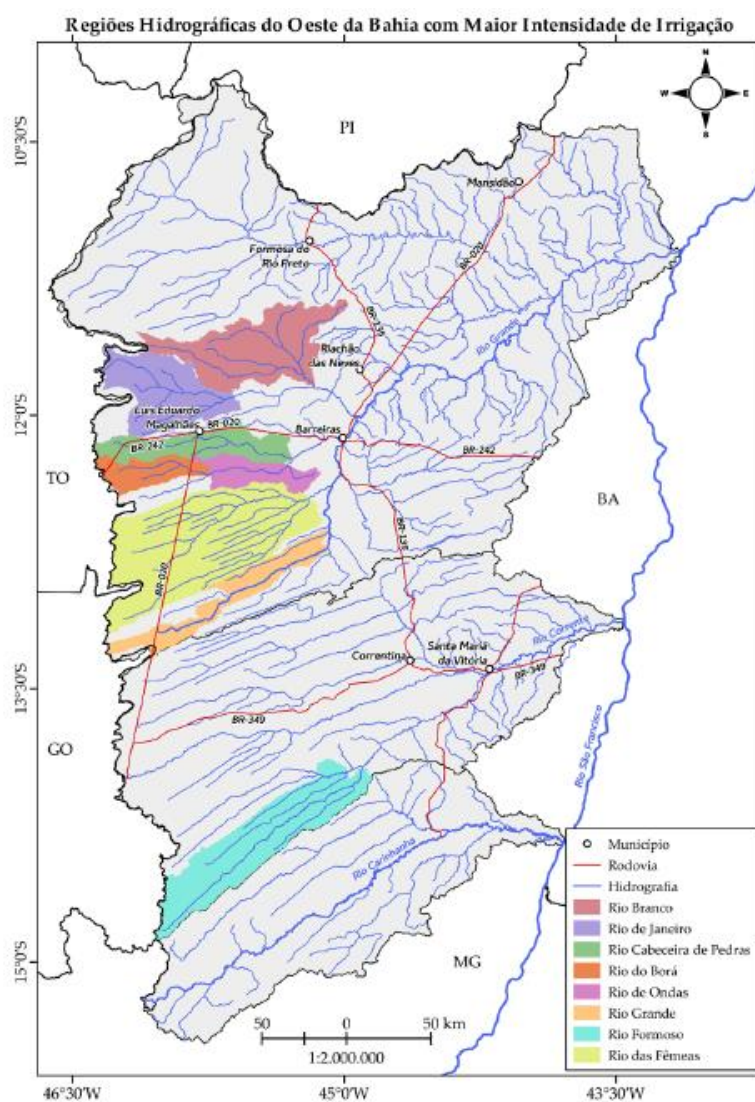 Regiões Hidrográficas do Oeste da Bahia com Maior Intensidade de Irrigação
N
W E
S
PI
10°30'S
Mansidão
Formosa do
Rio Preto
BR-020
BR-135
Rio Grande
Riachão
das Neves
12°0'S
Luís Eduardo
Magalhães
BR-020
Barreiras
BR-242
BR-242
TO
BA
BR-135
BR-020
Correntina
Santa Maria
da Vitória
Rio Corrente
BR-349
13°30'S
BR-349
GO
Rio São Francisco
Rio Carinhanha
15°0'S
MG
50 0 50 km
1:2.000.000
Município
Rodovia
Hidrografia
Rio Branco
Rio de Janeiro
Rio Cabeceira de Pedras
Rio do Borá
Rio de Ondas
Rio Grande
Rio Formoso
Rio das Fêmeas
46°30'W 45°0'W 43°30'W